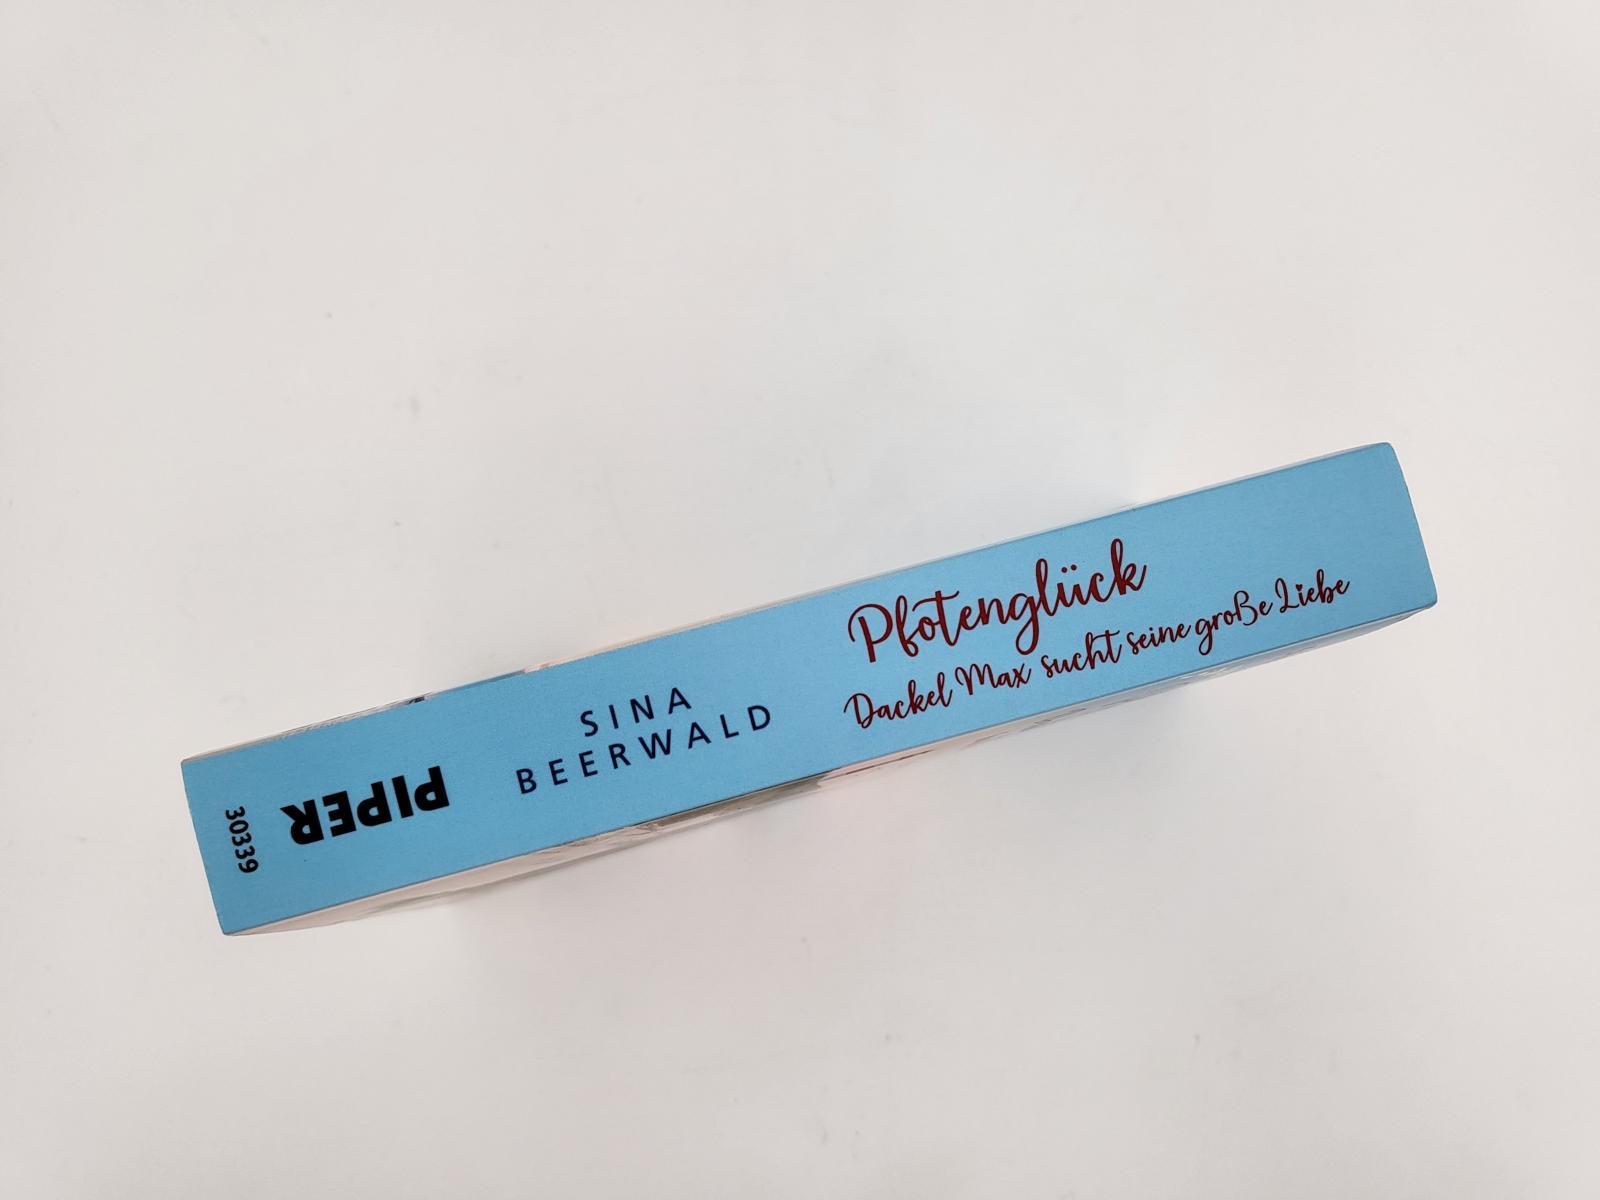 Pfotenglück
Dackel Max sucht seine große Liebe
SINA
BEERWALD
PIPER
30339